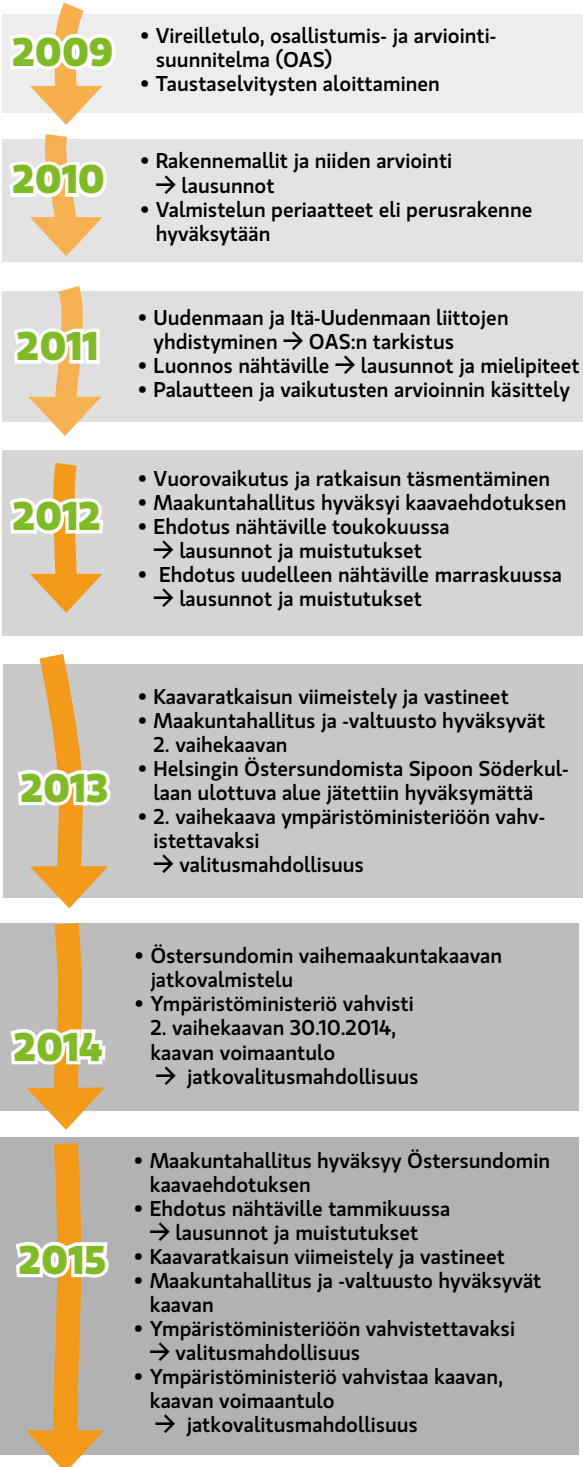 2009
• Vireilletulo, osallistumis- ja arviointi-
suunnitelma (OAS)
• Taustaselvitysten aloittaminen
2010
• Rakennemallit ja niiden arviointi
→ lausunnot
• Valmistelun periaatteet eli perusrakenne
hyväksytään
2011
• Uudenmaan ja Itä-Uudenmaan liittojen
yhdistyminen → OAS:n tarkistus
• Luonnos nähtäville → lausunnot ja mielipiteet
• Palautteen ja vaikutusten arvioinnin käsittely
2012
• Vuorovaikutus ja ratkaisun täsmentäminen
• Maakuntahallitus hyväksyi kaavaehdotuksen
• Ehdotus nähtäville toukokuussa
→ lausunnot ja muistutukset
• Ehdotus uudelleen nähtäville marraskuussa
→ lausunnot ja muistutukset
2013
• Kaavaratkaisun viimeistely ja vastineet
• Maakuntahallitus ja -valtuusto hyväksyvät
2. vaihekaavan
• Helsingin Östersundomista Sipoon Söderkul-
laan ulottuva alue jätettiin hyväksymättä
• 2. vaihekaava ympäristöministeriöön vahv-
istettavaksi
→ valitusmahdollisuus
2014
• Östersundomin vaihemaakuntakaavan
jatkovalmistelu
• Ympäristöministeriö vahvisti
2. vaihekaavan 30.10.2014,
kaavan voimaantulo
→ jatkovalitusmahdollisuus
2015
• Maakuntahallitus hyväksyy Östersundomin
kaavaehdotuksen
• Ehdotus nähtäville tammikuussa
→ lausunnot ja muistutukset
• Kaavaratkaisun viimeistely ja vastineet
• Maakuntahallitus ja -valtuusto hyväksyvät
kaavan
• Ympäristöministeriöön vahvistettavaksi
→ valitusmahdollisuus
• Ympäristöministeriö vahvistaa kaavan,
kaavan voimaantulo
→ jatkovalitusmahdollisuus